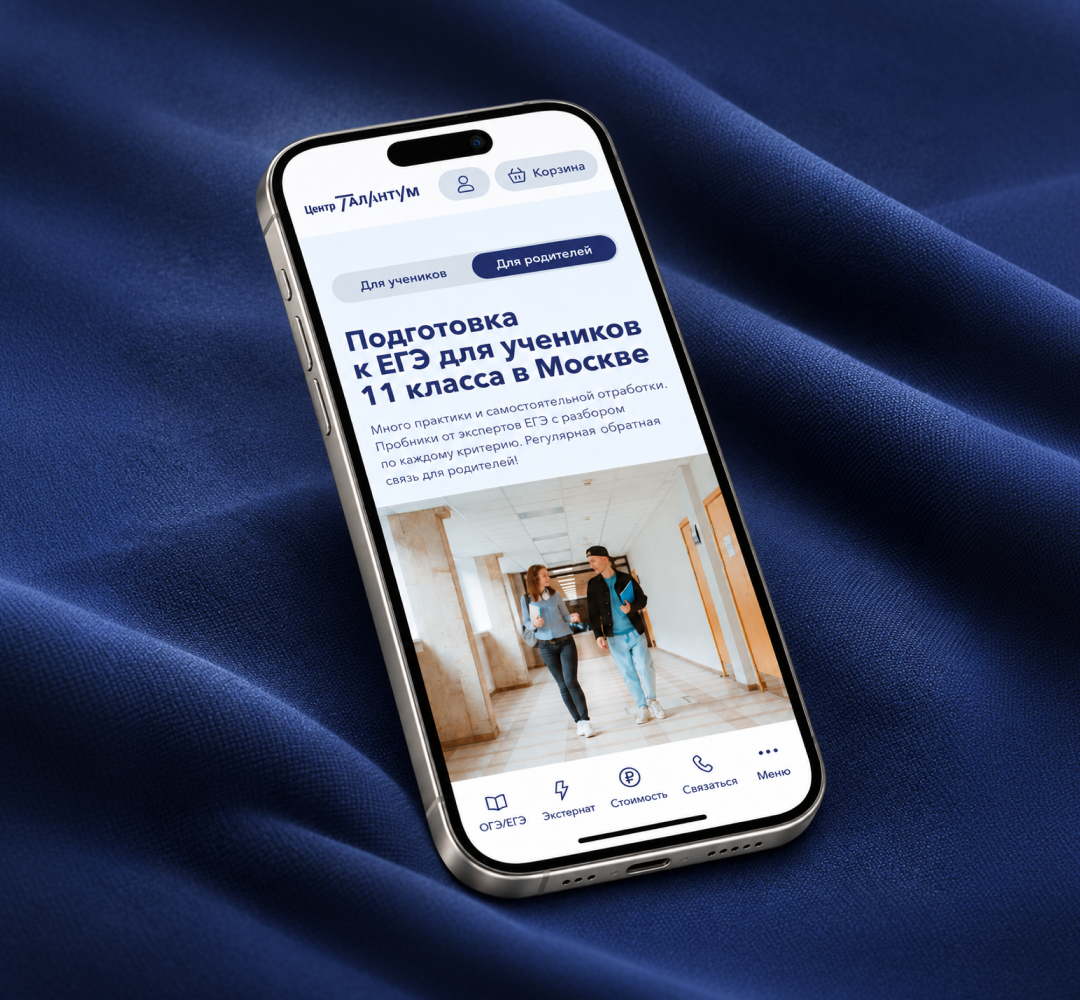 Центр ТАЛАНТУМ
Корзина
Для учеников
Для родителей
Подготовка
к ЕГЭ для учеников
11 класса в Москве
Много практики и самостоятельной отработки.
Пробники от экспертов ЕГЭ с разбором
по каждому критерию. Регулярная обратная
связь для родителей!
ОГЭ/ЕГЭ
Экстернат
Стоимость
Связаться
Меню